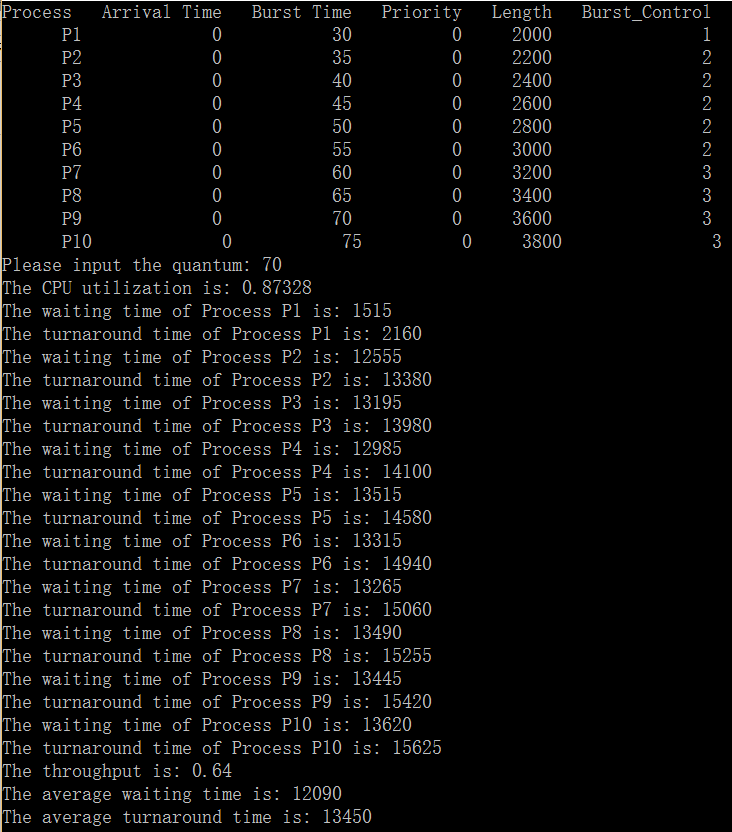 Process   Arrival Time   Burst Time   Priority   Length   Burst_Control
P1             0           30          0     2000               1
P2             0           35          0     2200               2
P3             0           40          0     2400               2
P4             0           45          0     2600               2
P5             0           50          0     2800               2
P6             0           55          0     3000               2
P7             0           60          0     3200               3
P8             0           65          0     3400               3
P9             0           70          0     3600               3
P10             0           75          0     3800               3
Please input the quantum: 70
The CPU utilization is: 0.87328
The waiting time of Process P1 is: 1515
The turnaround time of Process P1 is: 2160
The waiting time of Process P2 is: 12555
The turnaround time of Process P2 is: 13380
The waiting time of Process P3 is: 13195
The turnaround time of Process P3 is: 13980
The waiting time of Process P4 is: 12985
The turnaround time of Process P4 is: 14100
The waiting time of Process P5 is: 13515
The turnaround time of Process P5 is: 14580
The waiting time of Process P6 is: 13315
The turnaround time of Process P6 is: 14940
The waiting time of Process P7 is: 13265
The turnaround time of Process P7 is: 15060
The waiting time of Process P8 is: 13490
The turnaround time of Process P8 is: 15255
The waiting time of Process P9 is: 13445
The turnaround time of Process P9 is: 15420
The waiting time of Process P10 is: 13620
The turnaround time of Process P10 is: 15625
The throughput is: 0.64
The average waiting time is: 12090
The average turnaround time is: 13450